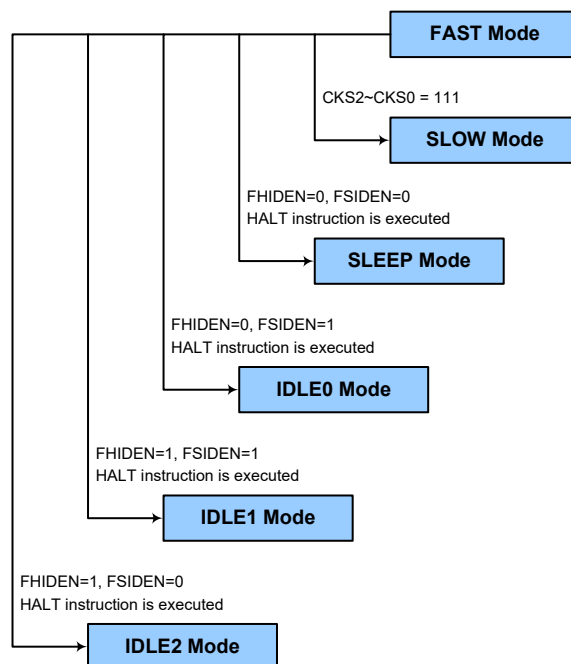 FAST Mode
CKS2~CKS0 = 111
SLOW Mode
FHIDEN=0, FSIDEN=0
HALT instruction is executed
SLEEP Mode
FHIDEN=0, FSIDEN=1
HALT instruction is executed
IDLE0 Mode
FHIDEN=1, FSIDEN=1
HALT instruction is executed
IDLE1 Mode
FHIDEN=1, FSIDEN=0
HALT instruction is executed
IDLE2 Mode